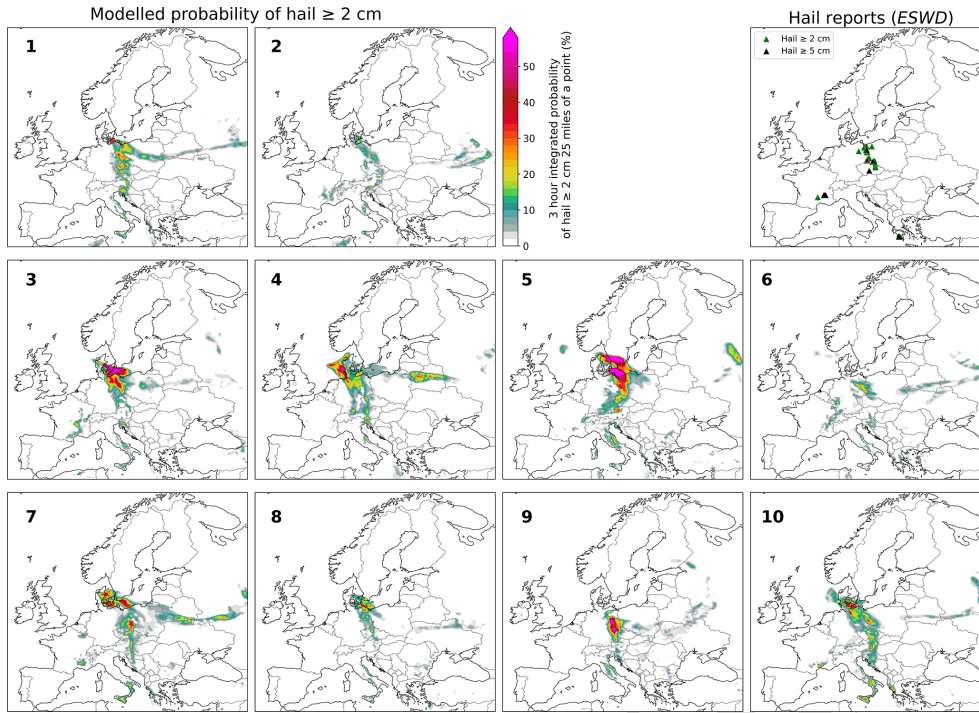 Modelled probability of hail ≥ 2 cm
Hail reports (ESWD)
1
2
50
40
30
20
10
0
3 hour integrated probability
of hail ≥ 2 cm 25 miles of a point (%)
Hail ≥ 2 cm
Hail ≥ 5 cm
3
4
5
6
7
8
9
10